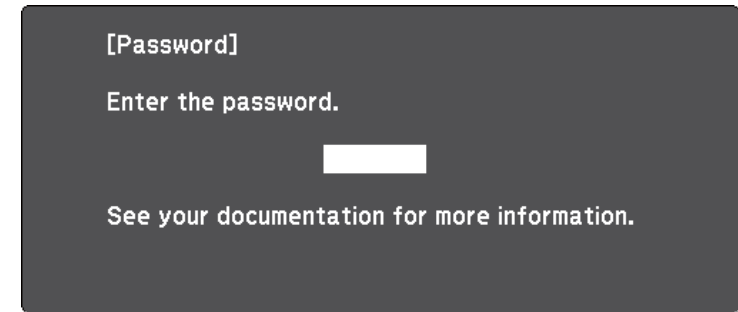 [Password]
Enter the password.
See your documentation for more information.